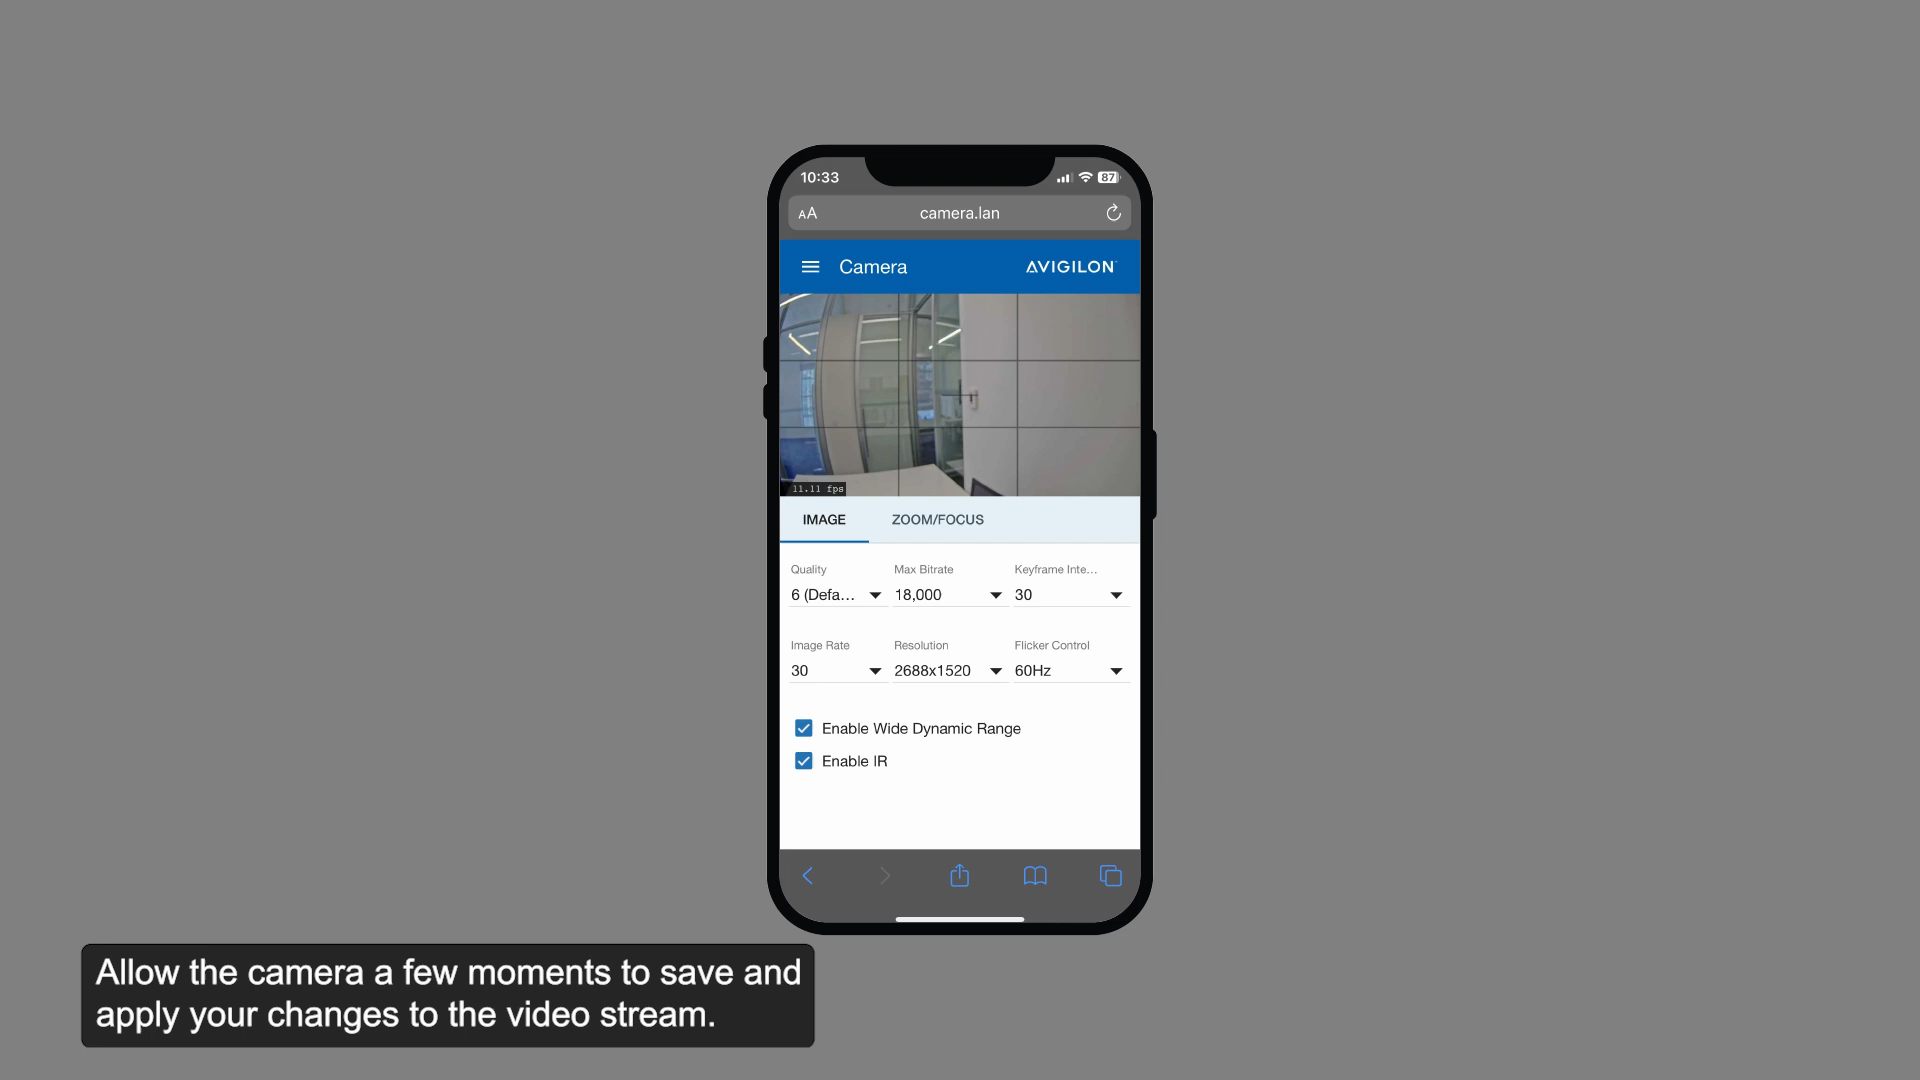 10:33
87
AA camera.lan
Camera AVIGILON
11.11 fps
IMAGE ZOOM/FOCUS
Quality Max Bitrate Keyframe Inte...
6 (Defa... 18,000 30
Image Rate Resolution Flicker Control
30 2688x1520 60Hz
Enable Wide Dynamic Range
Enable IR
Allow the camera a few moments to save and
apply your changes to the video stream.